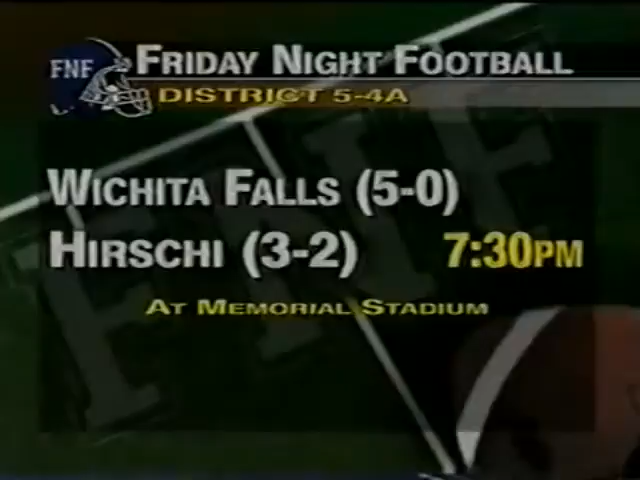 FNF
FRIDAY NIGHT FOOTBALL
DISTRICT 5-4A
WICHITA FALLS (5-0)
HIRSCHI (3-2) 7:30PM
AT MEMORIAL STADIUM
FNF